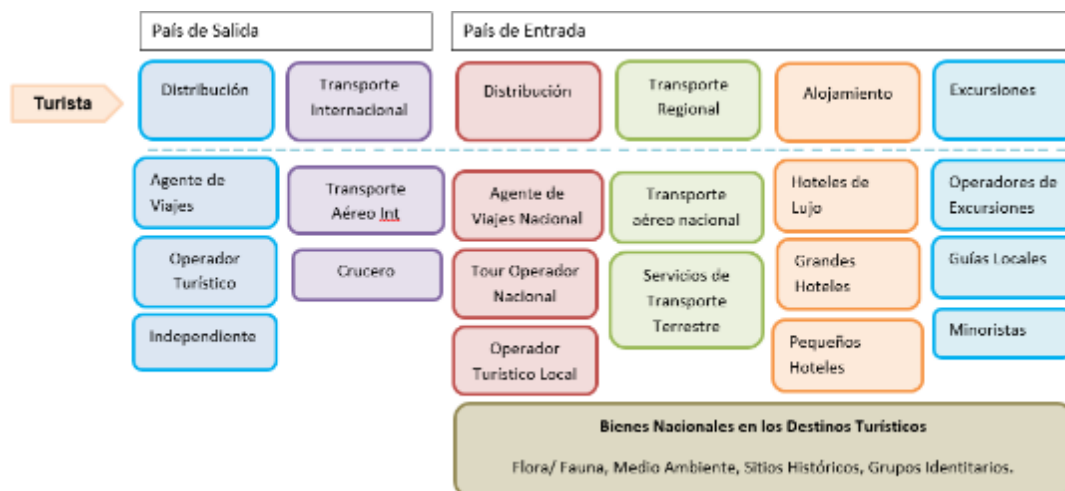 País de Salida
País de Entrada
Turista
Distribución
Transporte
Internacional
Distribución
Transporte
Regional
Alojamiento
Excursiones
Agente de
Viajes
Operador
Turístico
Independiente
Transporte
Aéreo Int
Crucero
Agente de
Viajes Nacional
Tour Operador
Nacional
Operador
Turístico Local
Transporte
aéreo nacional
Servicios de
Transporte
Terrestre
Hoteles de
Lujo
Grandes
Hoteles
Pequeños
Hoteles
Operadores de
Excursiones
Guías Locales
Minoristas
Bienes Nacionales en los Destinos Turísticos
Flora/ Fauna, Medio Ambiente, Sitios Históricos, Grupos Identitarios.